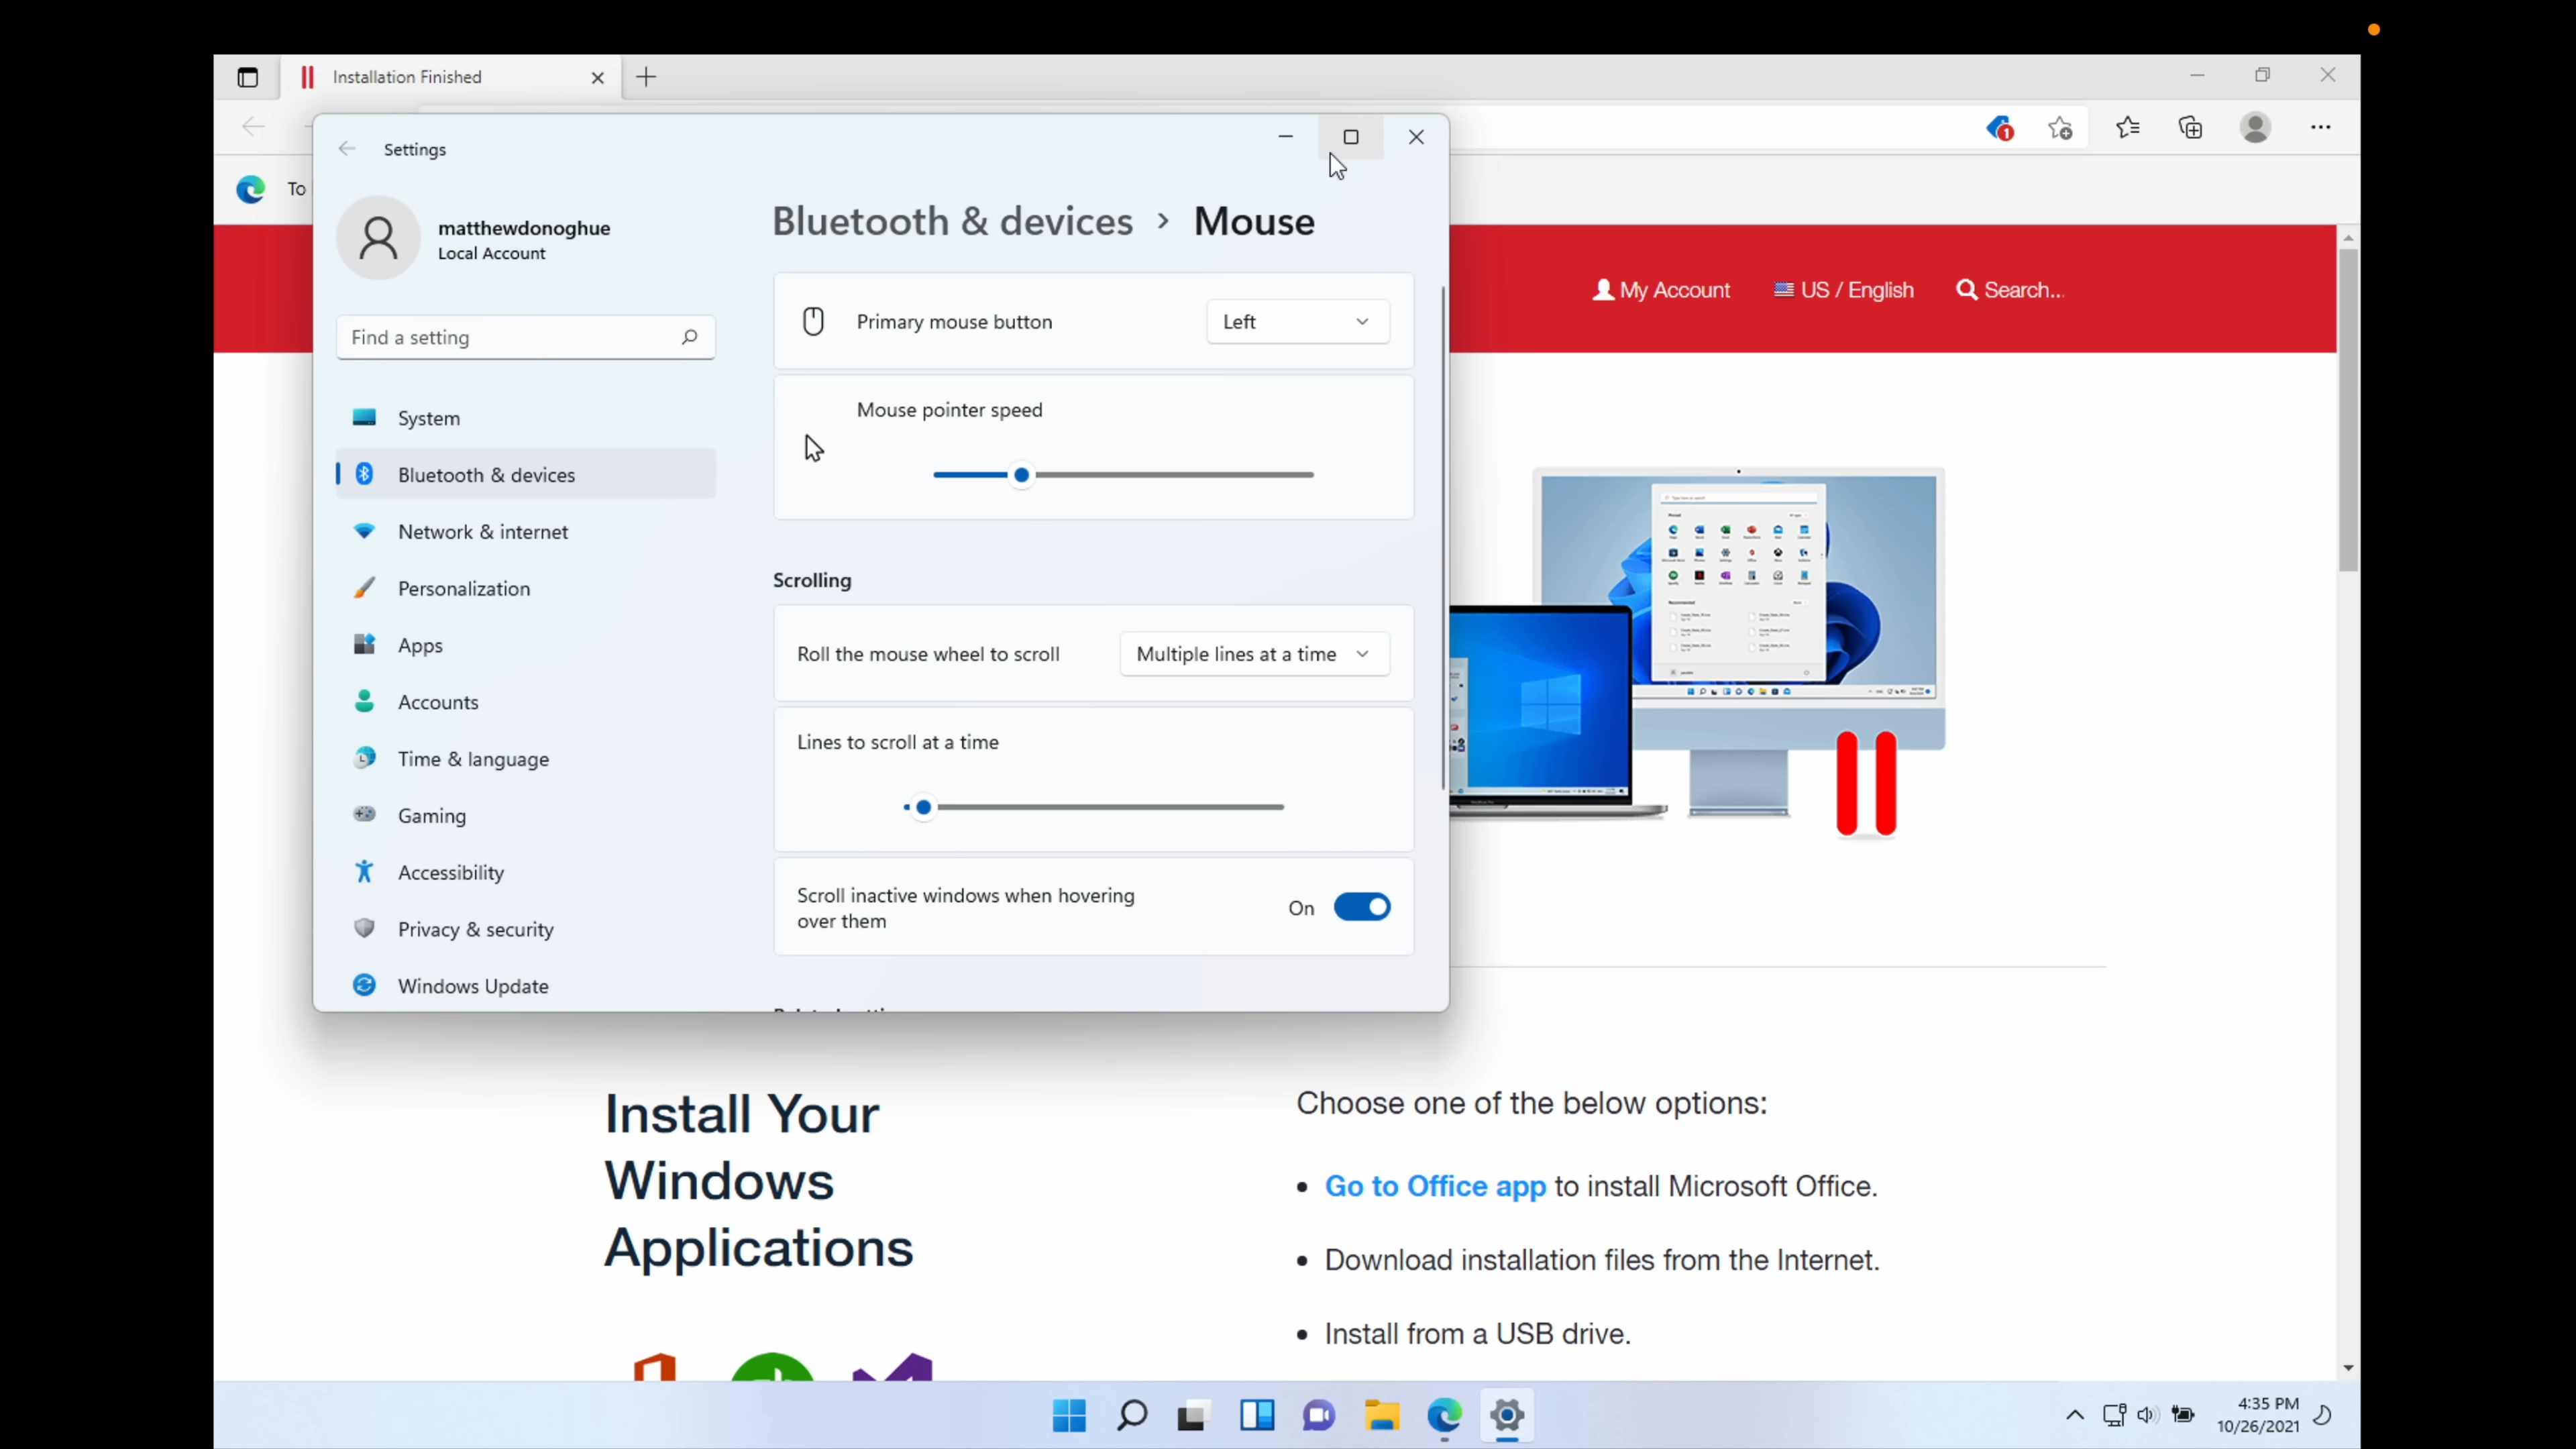 Installation Finished
1
Settings
To
matthewdonoghue
Local Account
Find a setting
System
Bluetooth & devices
Network & internet
Personalization
Apps
Accounts
Time & language
Gaming
Accessibility
Privacy & security
Windows Update
Bluetooth & devices › Mouse
Primary mouse button
Left
Mouse pointer speed
Scrolling
Roll the mouse wheel to scroll
Multiple lines at a time
Lines to scroll at a time
Scroll inactive windows when hovering
over them
On
My Account
US / English
Search...
Install Your
Windows
Applications
Choose one of the below options:
• Go to Office app to install Microsoft Office.
• Download installation files from the Internet.
• Install from a USB drive.
4:35 PM
10/26/2021